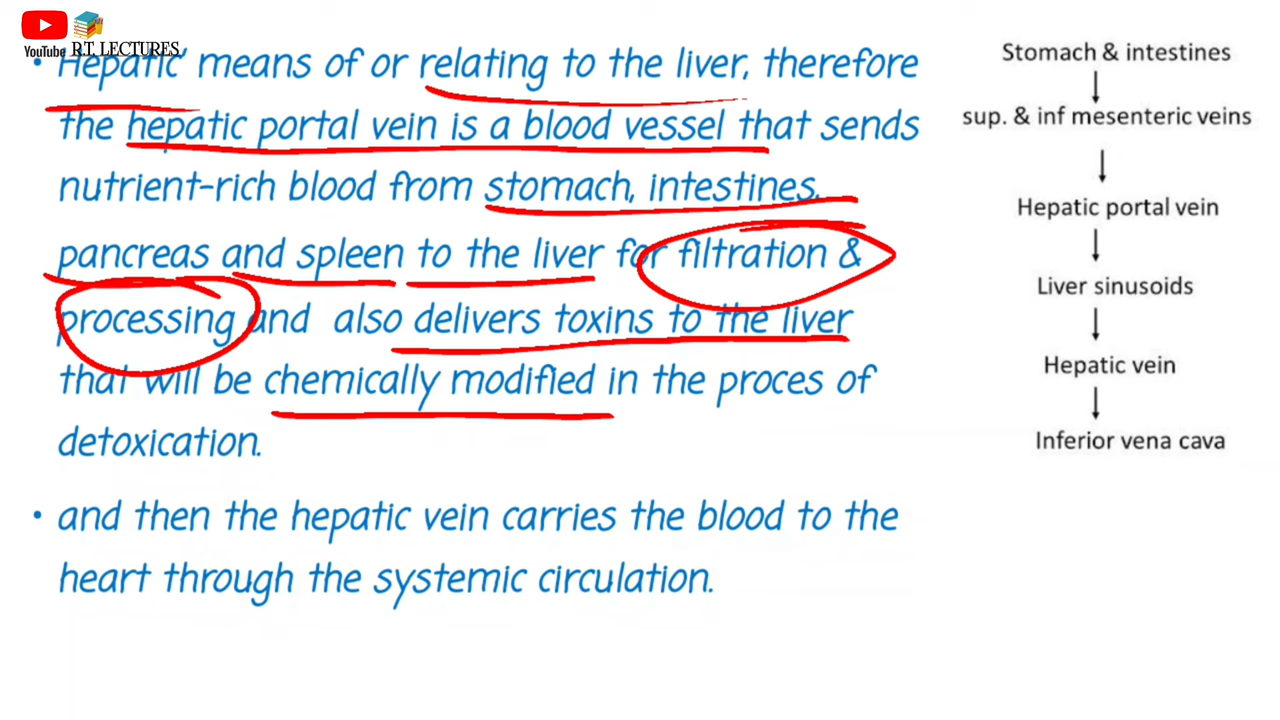 YouTube R.T. LECTURES
• 'Hepatic' means of or relating to the liver, therefore
the hepatic portal vein is a blood vessel that sends
nutrient-rich blood from stomach, intestines,
pancreas and spleen to the liver for filtration &
processing and also delivers toxins to the liver
that will be chemically modified in the proces of
detoxication.
• and then the hepatic vein carries the blood to the
heart through the systemic circulation.
Stomach & intestines
sup. & inf mesenteric veins
Hepatic portal vein
Liver sinusoids
Hepatic vein
Inferior vena cava